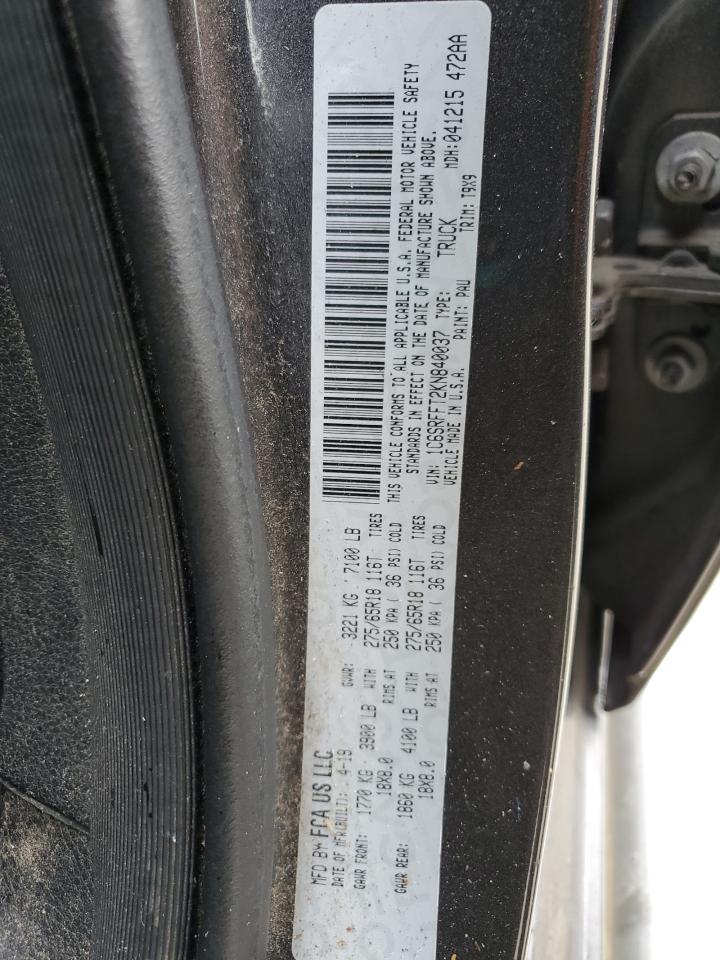 MFD BY FCA US LLC
DATE OF MFR(BUILT): 4-19 GVWR: 3221 KG 7100 LB
GAWR FRONT: 1770 KG 3900 LB WITH 275/65R18 116T TIRES
18X8.0 RIMS AT 250 KPA ( 36 PSI) COLD
GAWR REAR: 1860 KG 4100 LB WITH 275/65R18 116T TIRES
18X8.0 RIMS AT 250 KPA ( 36 PSI) COLD
THIS VEHICLE CONFORMS TO ALL APPLICABLE U.S.A. FEDERAL MOTOR VEHICLE SAFETY
STANDARDS IN EFFECT ON THE DATE OF MANUFACTURE SHOWN ABOVE.
VIN: 1C6SRFFT2KN840037 TYPE: TRUCK MDH:041215 472AA
VEHICLE MADE IN U.S.A. PAINT: PAU TRIM: T9X9